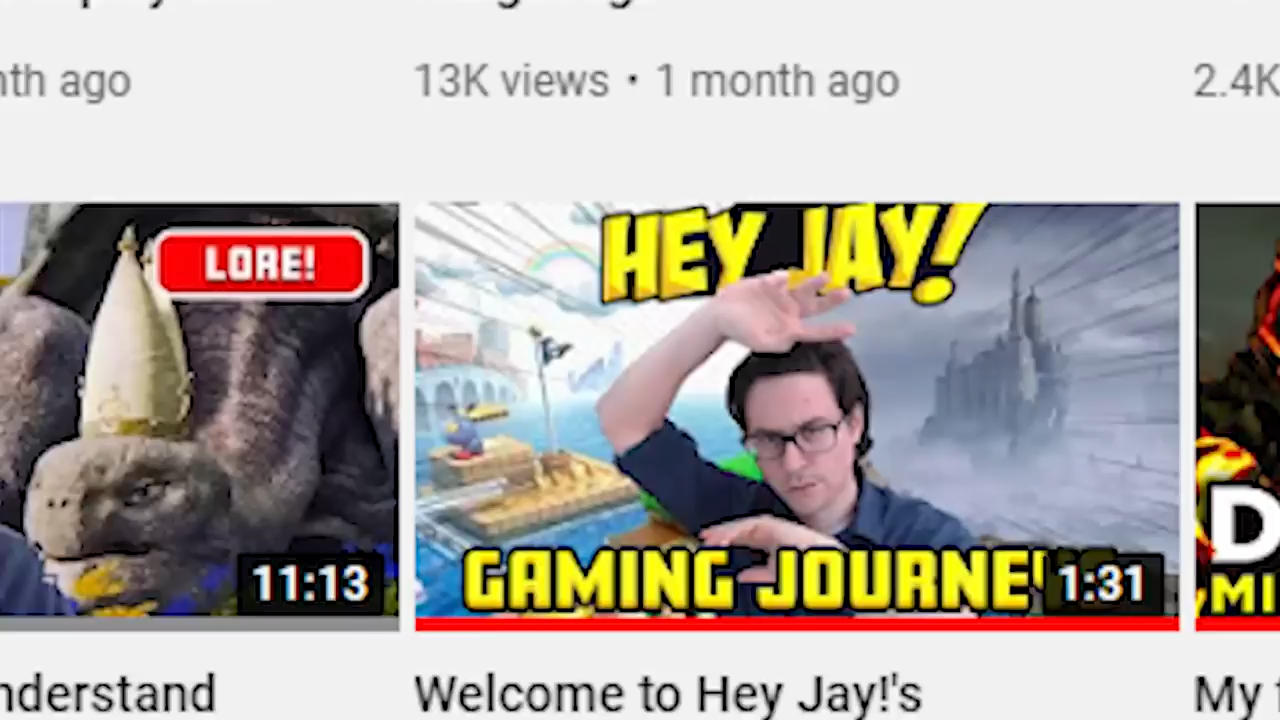 nth ago
13K views • 1 month ago
2.4K
LORE!
11:13
HEY JAY!
GAMING JOURNE
1:31
D
MI
nderstand
Welcome to Hey Jay!'s
My